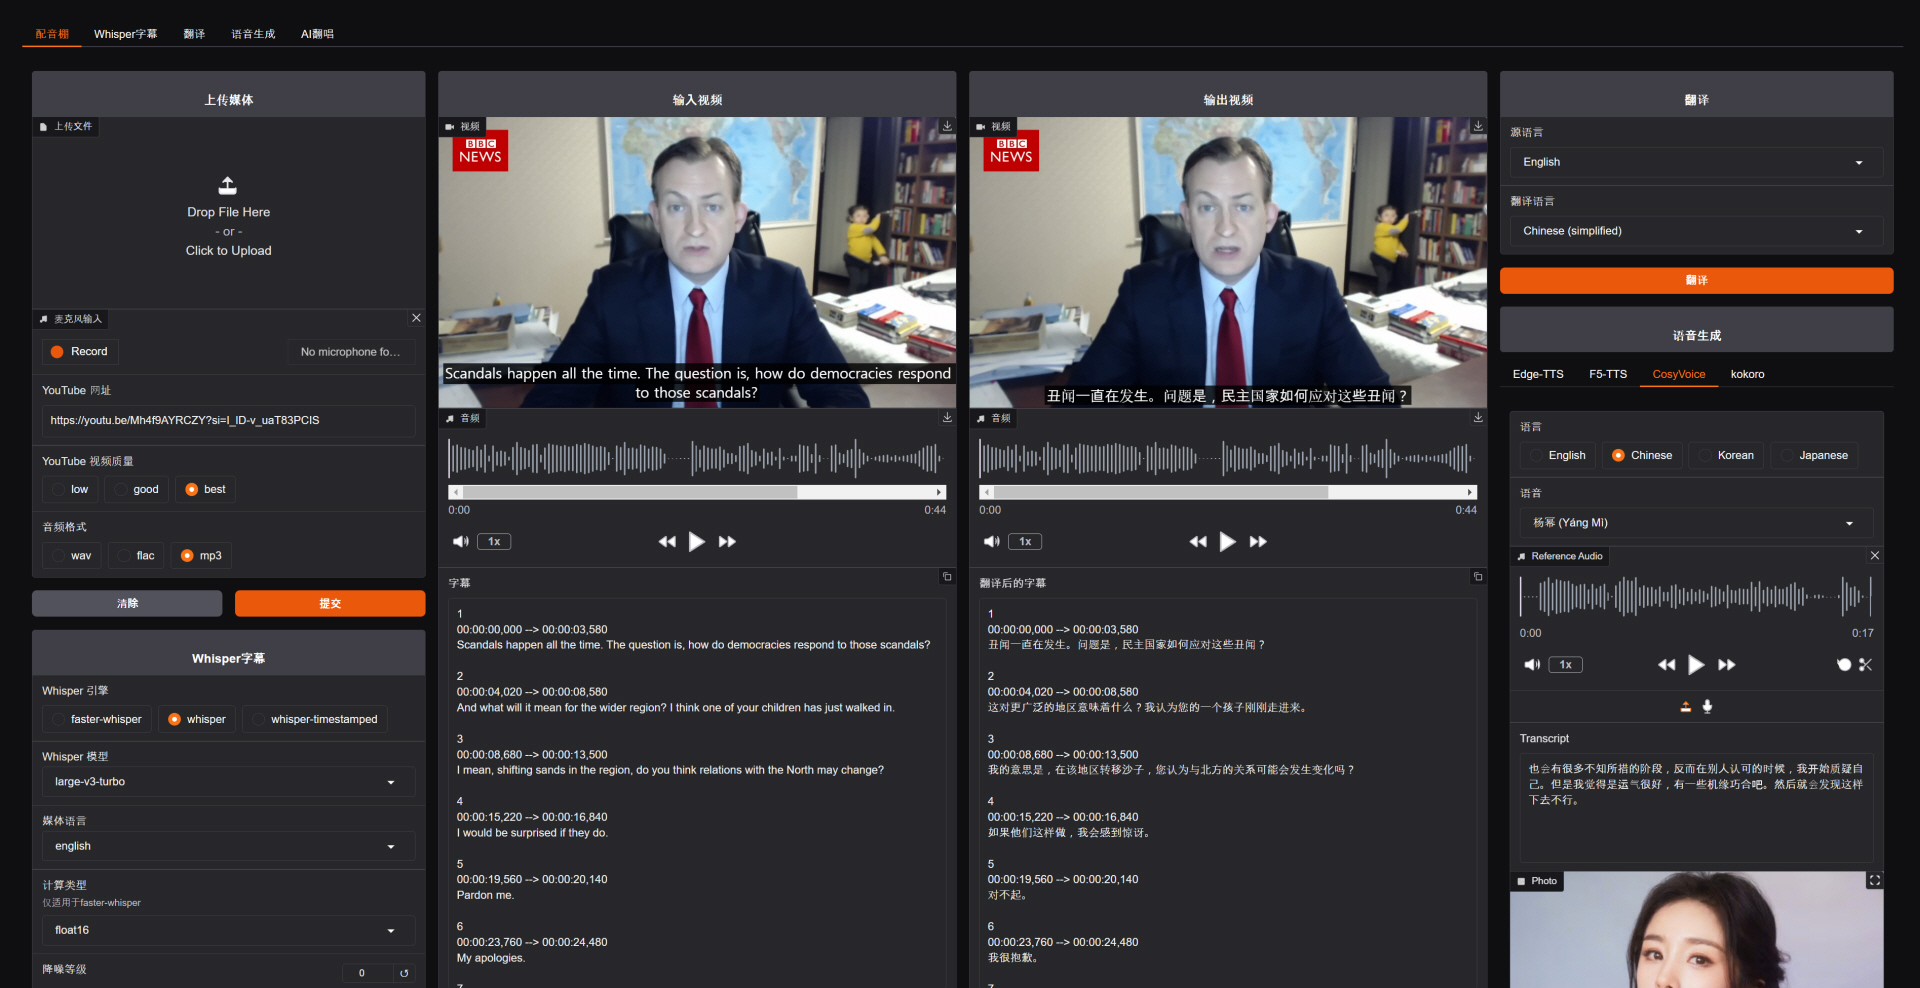 配音棚
Whisper字幕
翻译
语音生成
AI翻唱
上传媒体
上传文件
Drop File Here
- or -
Click to Upload
麦克风输入
Record
No microphone fo...
YouTube 网址
https://youtu.be/Mh4f9AYRCZY?si=I_ID-v_uaT83PCIS
YouTube 视频质量
low
good
best
音频格式
wav
flac
mp3
清除
提交
Whisper字幕
Whisper 引擎
faster-whisper
whisper
whisper-timestamped
Whisper 模型
large-v3-turbo
媒体语言
english
计算类型
仅适用于faster-whisper
float16
降噪等级
0
输入视频
视频
BBC
NEWS
Scandals happen all the time. The question is, how do democracies respond
to those scandals?
音频
0:00
0:44
1x
字幕
1
00:00:00,000 --> 00:00:03,580
Scandals happen all the time. The question is, how do democracies respond to those scandals?
2
00:00:04,020 --> 00:00:08,580
And what will it mean for the wider region? I think one of your children has just walked in.
3
00:00:08,680 --> 00:00:13,500
I mean, shifting sands in the region, do you think relations with the North may change?
4
00:00:15,220 --> 00:00:16,840
I would be surprised if they do.
5
00:00:19,560 --> 00:00:20,140
Pardon me.
6
00:00:23,760 --> 00:00:24,480
My apologies.
7
输出视频
视频
BBC
NEWS
丑闻一直在发生。问题是，民主国家如何应对这些丑闻？
音频
0:00
0:44
1x
翻译后的字幕
1
00:00:00,000 --> 00:00:03,580
丑闻一直在发生。问题是，民主国家如何应对这些丑闻？
2
00:00:04,020 --> 00:00:08,580
这对更广泛的地区意味着什么？我认为您的一个孩子刚刚走进来。
3
00:00:08,680 --> 00:00:13,500
我的意思是，在该地区转移沙子，您认为与北方的关系可能会发生变化吗？
4
00:00:15,220 --> 00:00:16,840
如果他们这样做，我会感到惊讶。
5
00:00:19,560 --> 00:00:20,140
对不起。
6
00:00:23,760 --> 00:00:24,480
我很抱歉。
7
翻译
源语言
English
翻译语言
Chinese (simplified)
翻译
语音生成
Edge-TTS
F5-TTS
CosyVoice
kokoro
语言
English
Chinese
Korean
Japanese
语音
杨幂 (Yáng Mì)
Reference Audio
0:00
0:17
1x
Transcript
也会有很多不知所措的阶段，反而在别人认可的时候，我开始质疑自
己。但是我觉得是运气很好，有一些机缘巧合吧。然后就会发现这样
下去不行。
Photo